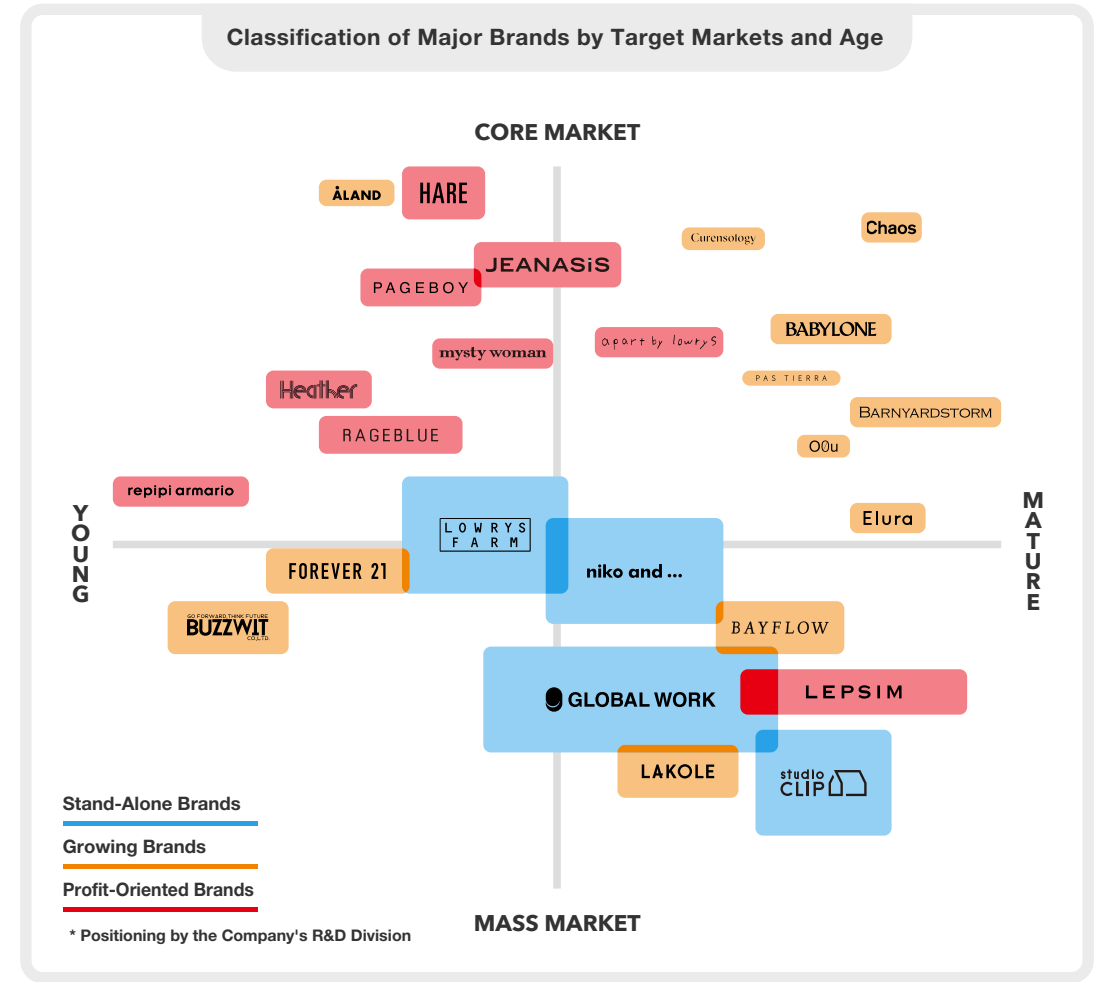 Classification of Major Brands by Target Markets and Age
CORE MARKET
ÅLAND
HARE
Curensology
Chaos
JEANASiS
PAGEBOY
BABYLONE
apart by lowrys
mysty woman
PAS TIERRA
Heather
BARNYARDSTORM
RAGEBLUE
O0u
repipi armario
Elura
YOUNG
MATURE
LOWRYS
FARM
FOREVER 21
niko and ...
GO FORWARD.THINK FUTURE
BUZZWIT
CO.,LTD.
BAYFLOW
LEPSIM
GLOBAL WORK
LAKOLE
studio
CLIP
Stand-Alone Brands
Growing Brands
Profit-Oriented Brands
MASS MARKET
* Positioning by the Company's R&D Division